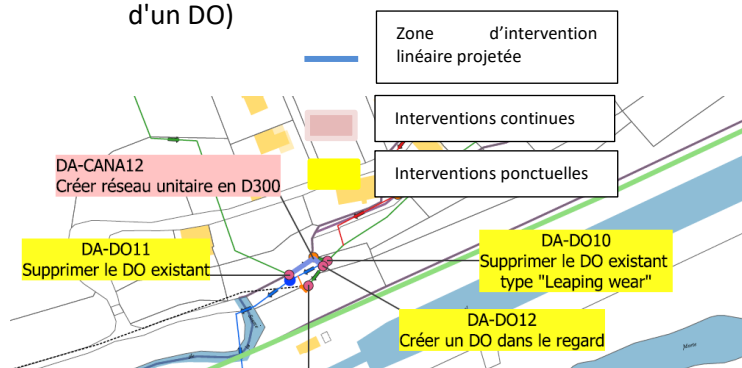 d'un DO)
Zone d'intervention
linéaire projetée
Interventions continues
Interventions ponctuelles
DA-CANA12
Créer réseau unitaire en D300
DA-DO11
Supprimer le DO existant
DA-DO10
Supprimer le DO existant
type "Leaping wear"
DA-DO12
Créer un DO dans le regard